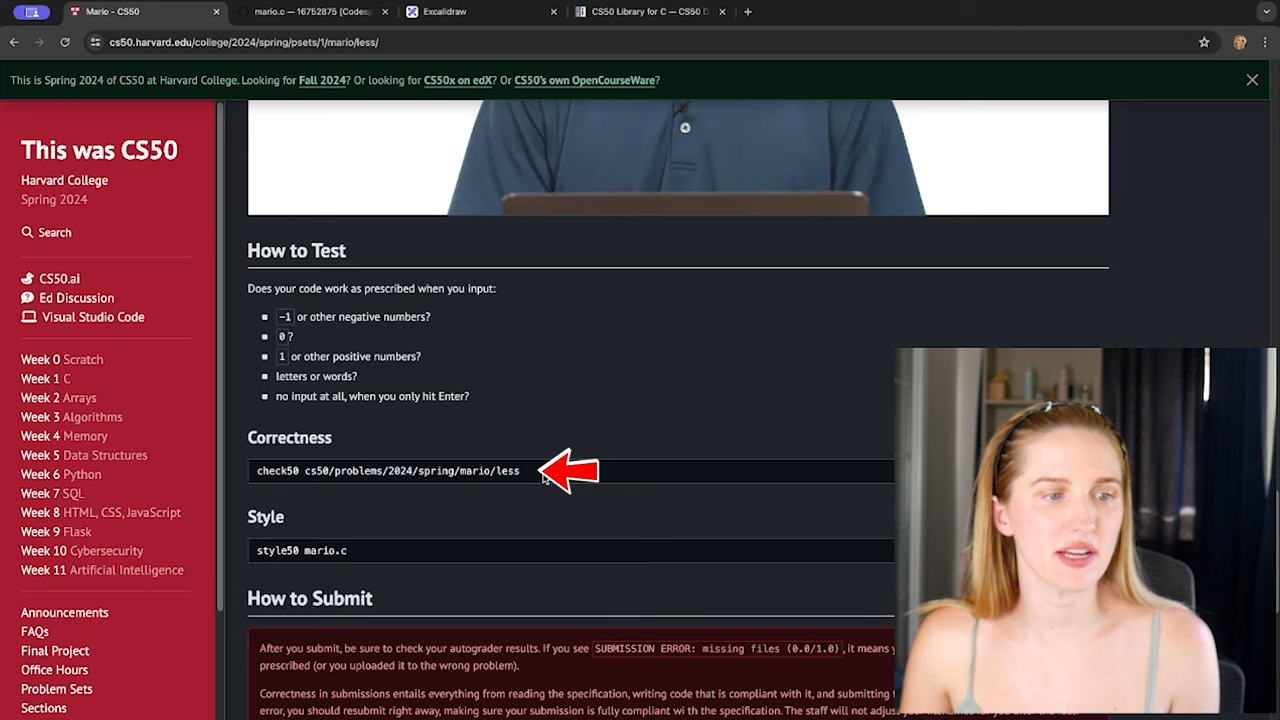 Mario - CS50
mario.c — 16752875 [Codesp
Excalidraw
CS50 Library for C — CS50 D
cs50.harvard.edu/college/2024/spring/psets/1/mario/less/
This is Spring 2024 of CS50 at Harvard College. Looking for Fall 2024? Or looking for CS50x on edX? Or CS50's own OpenCourseWare?
This was CS50
Harvard College
Spring 2024
Search
CS50.ai
Ed Discussion
Visual Studio Code
Week 0 Scratch
Week 1 C
Week 2 Arrays
Week 3 Algorithms
Week 4 Memory
Week 5 Data Structures
Week 6 Python
Week 7 SQL
Week 8 HTML, CSS, JavaScript
Week 9 Flask
Week 10 Cybersecurity
Week 11 Artificial Intelligence
Announcements
FAQs
Final Project
Office Hours
Problem Sets
Sections
How to Test
Does your code work as prescribed when you input:
-1 or other negative numbers?
0?
1 or other positive numbers?
letters or words?
no input at all, when you only hit Enter?
Correctness
check50 cs50/problems/2024/spring/mario/less
Style
style50 mario.c
How to Submit
After you submit, be sure to check your autograder results. If you see SUBMISSION ERROR: missing files (0.0/1.0), it means y
prescribed (or you uploaded it to the wrong problem).
Correctness in submissions entails everything from reading the specification, writing code that is compliant with it, and submitting
error, you should resubmit right away, making sure your submission is fully compliant with the specification. The staff will not adjust